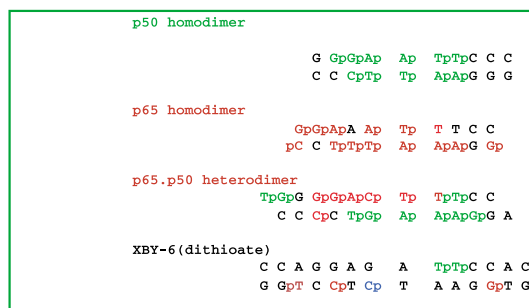 p50 homodimer
G GpGpAp Ap TpTpC C C
C C CpTp Tp ApApG G G
p65 homodimer
GpGpApA Ap Tp T T C C
pC C TpTpTp Ap ApApG Gp
p65.p50 heterodimer
TpGpG GpGpApCp Tp Tp TpTpC C
C C CpC TpGp Ap ApApGpG A
XBY-6(dithioate)
C C A G G A G A TpTpC C A C
G GpT C CpT Cp T A A G GpT G